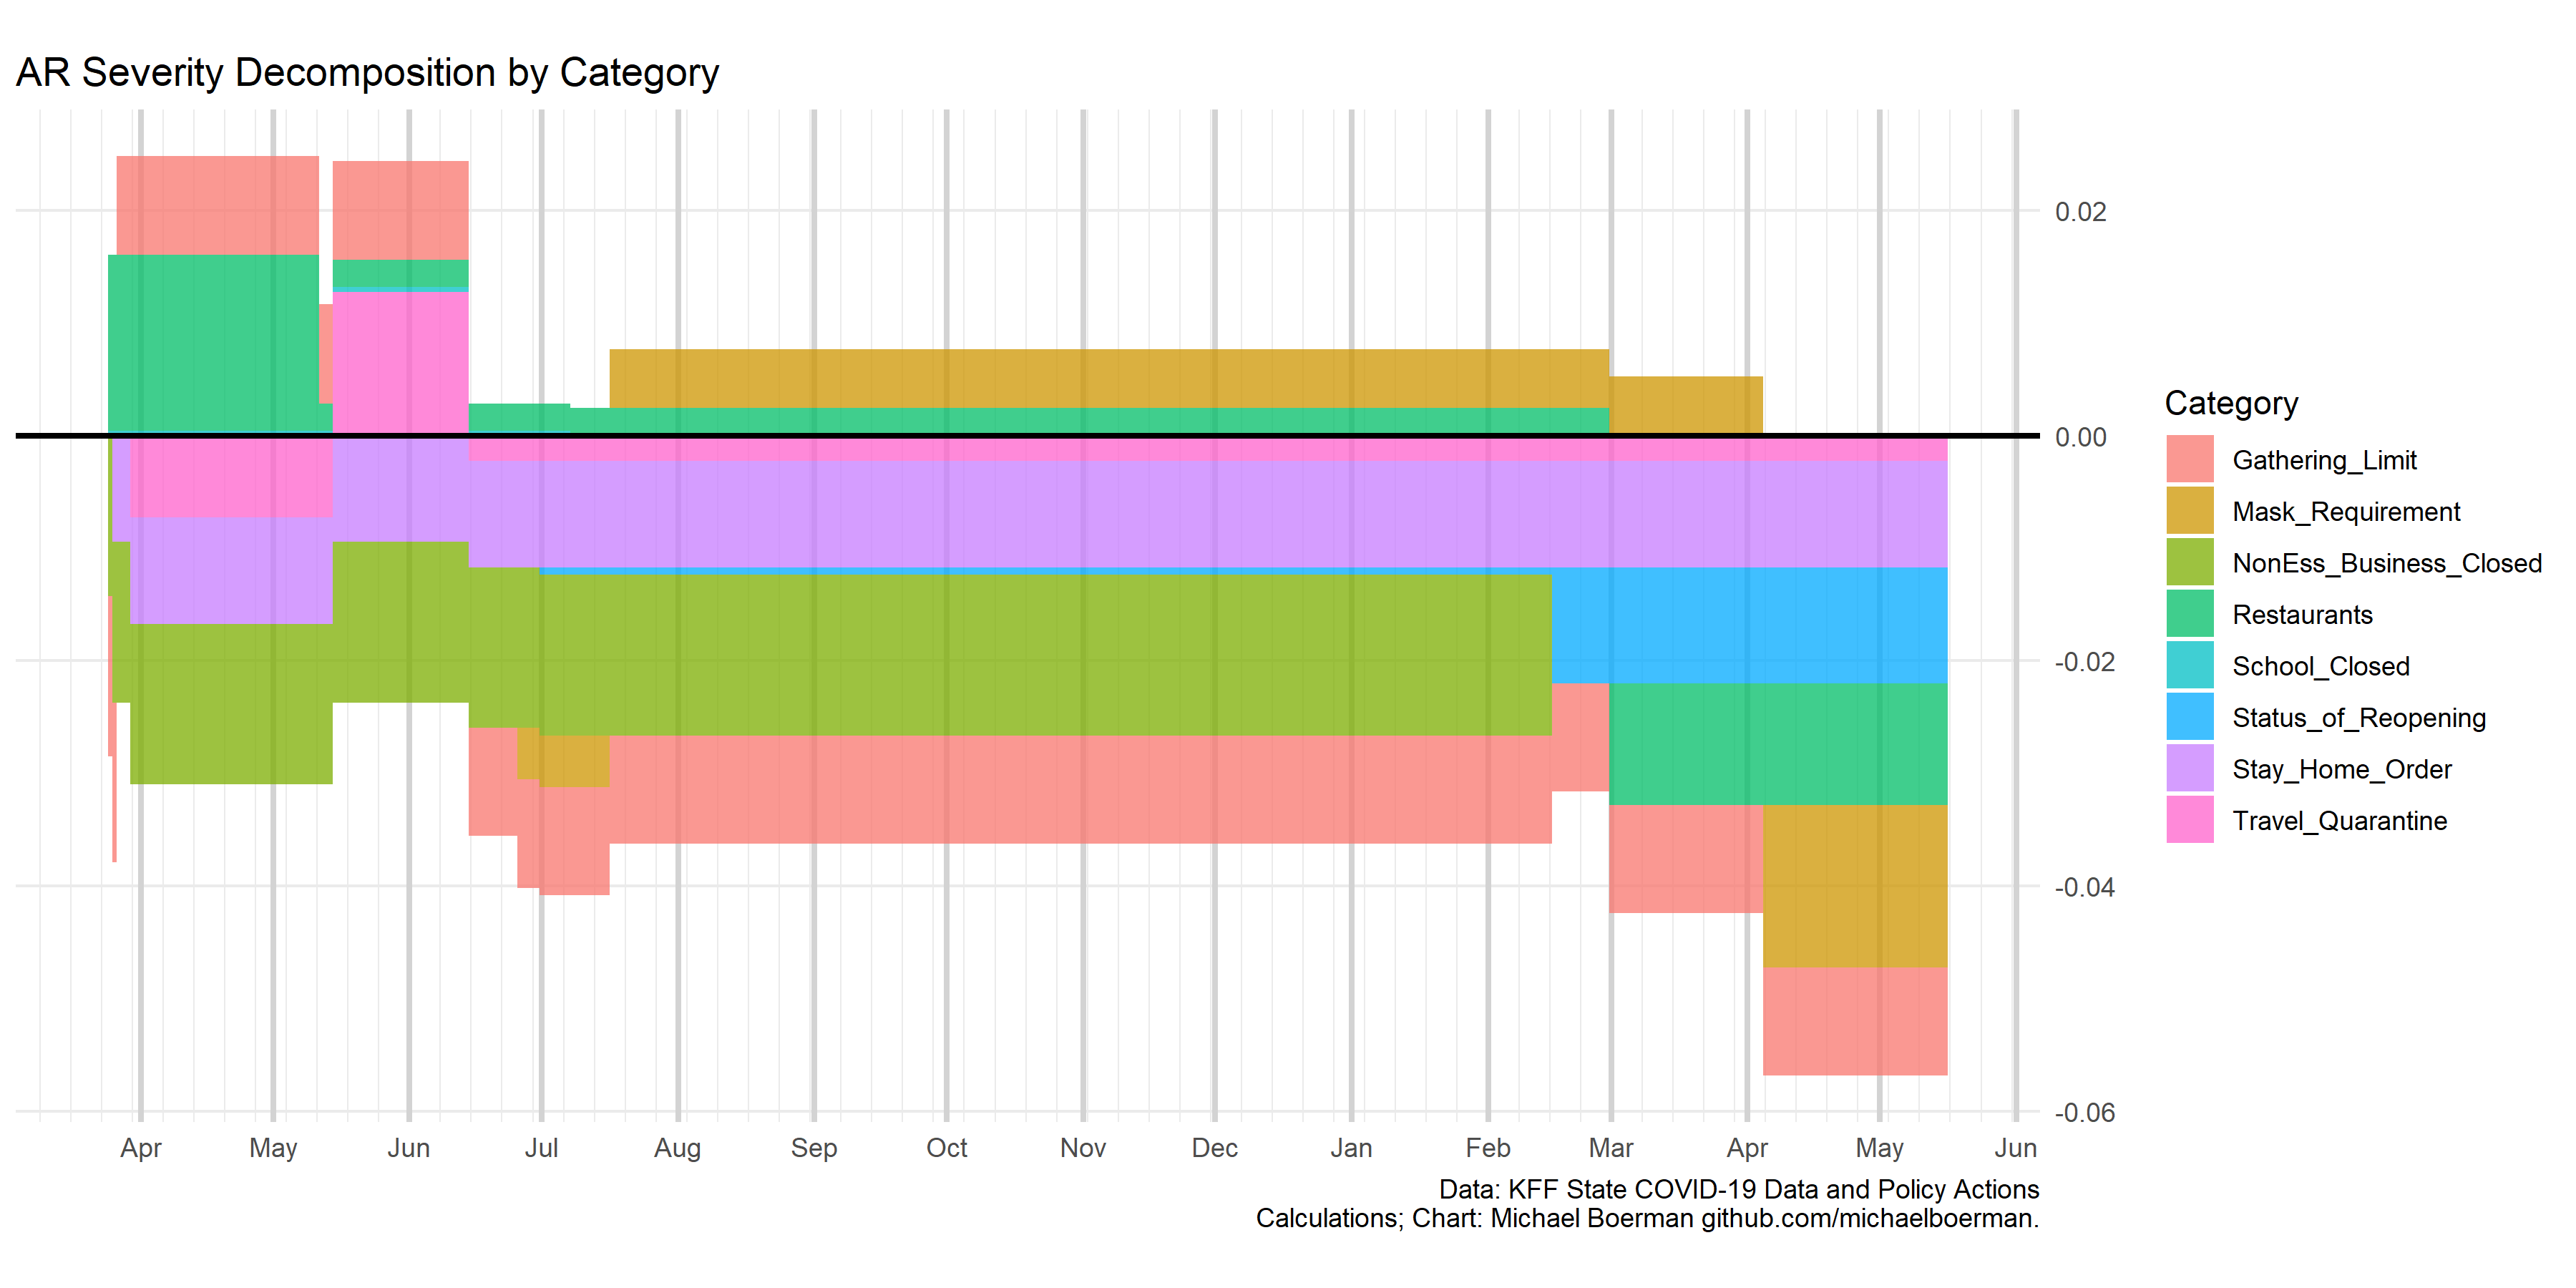 AR Severity Decomposition by Category
0.02
0.00
-0.02
-0.04
-0.06
Apr May Jun Jul Aug Sep Oct Nov Dec Jan Feb Mar Apr May Jun
Data: KFF State COVID-19 Data and Policy Actions
Calculations; Chart: Michael Boerman github.com/michaelboerman.
Category
Gathering_Limit
Mask_Requirement
NonEss_Business_Closed
Restaurants
School_Closed
Status_of_Reopening
Stay_Home_Order
Travel_Quarantine